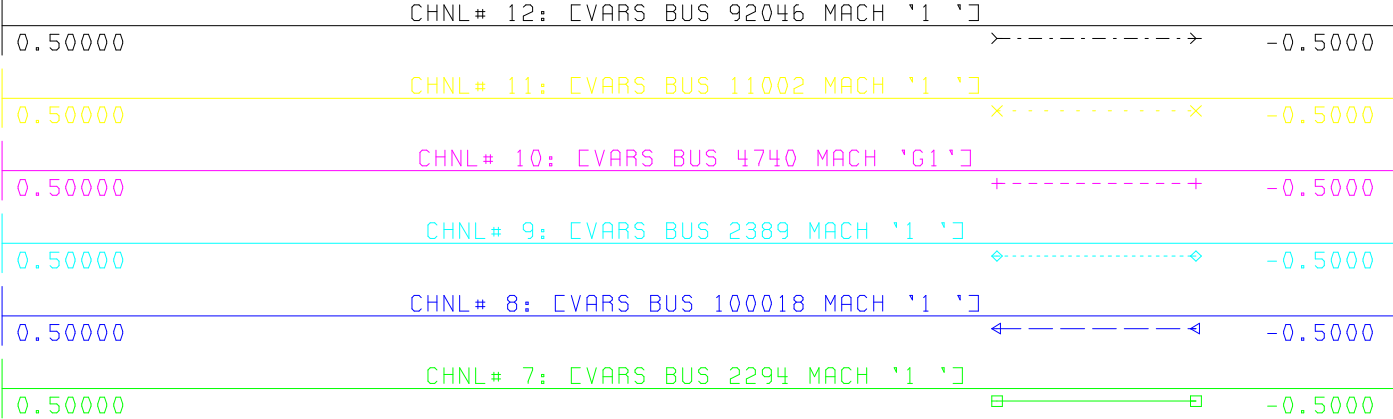 CHNL# 12: [VARS BUS 92046 MACH '1 ']
0.50000 -0.5000
CHNL# 11: [VARS BUS 11002 MACH '1 ']
0.50000 -0.5000
CHNL# 10: [VARS BUS 4740 MACH 'G1']
0.50000 -0.5000
CHNL# 9: [VARS BUS 2389 MACH '1 ']
0.50000 -0.5000
CHNL# 8: [VARS BUS 100018 MACH '1 ']
0.50000 -0.5000
CHNL# 7: [VARS BUS 2294 MACH '1 ']
0.50000 -0.5000